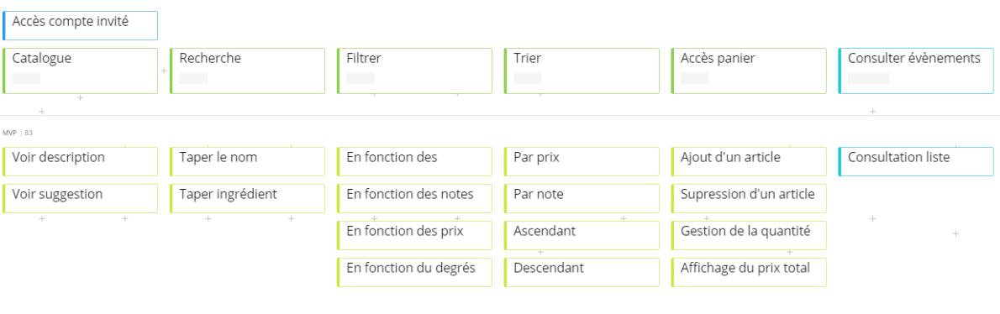 Accès compte invité
Catalogue
Recherche
Filtrer
Trier
Accès panier
Consulter évènements
MVP | 83
Voir description
Taper le nom
En fonction des
Par prix
Ajout d'un article
Consultation liste
Voir suggestion
Taper ingrédient
En fonction des notes
Par note
Supression d'un article
En fonction des prix
Ascendant
Gestion de la quantité
En fonction du degrés
Descendant
Affichage du prix total